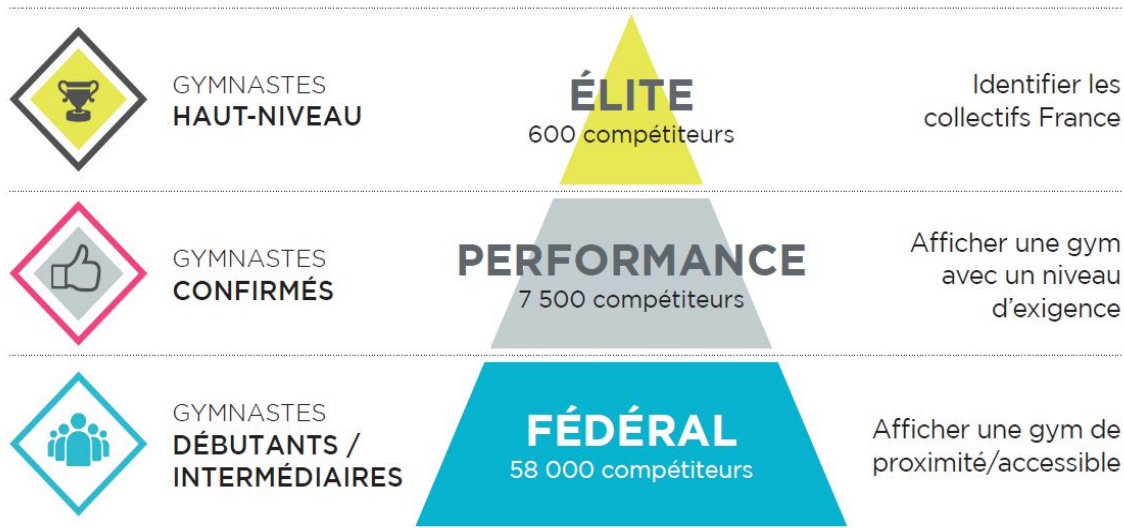 GYMNASTES
HAUT-NIVEAU
ÉLITE
600 compétiteurs
Identifier les
collectifs France
GYMNASTES
CONFIRMÉS
PERFORMANCE
7 500 compétiteurs
Afficher une gym
avec un niveau
d'exigence
GYMNASTES
DÉBUTANTS /
INTERMÉDIAIRES
FÉDÉRAL
58 000 compétiteurs
Afficher une gym de
proximité/accessible